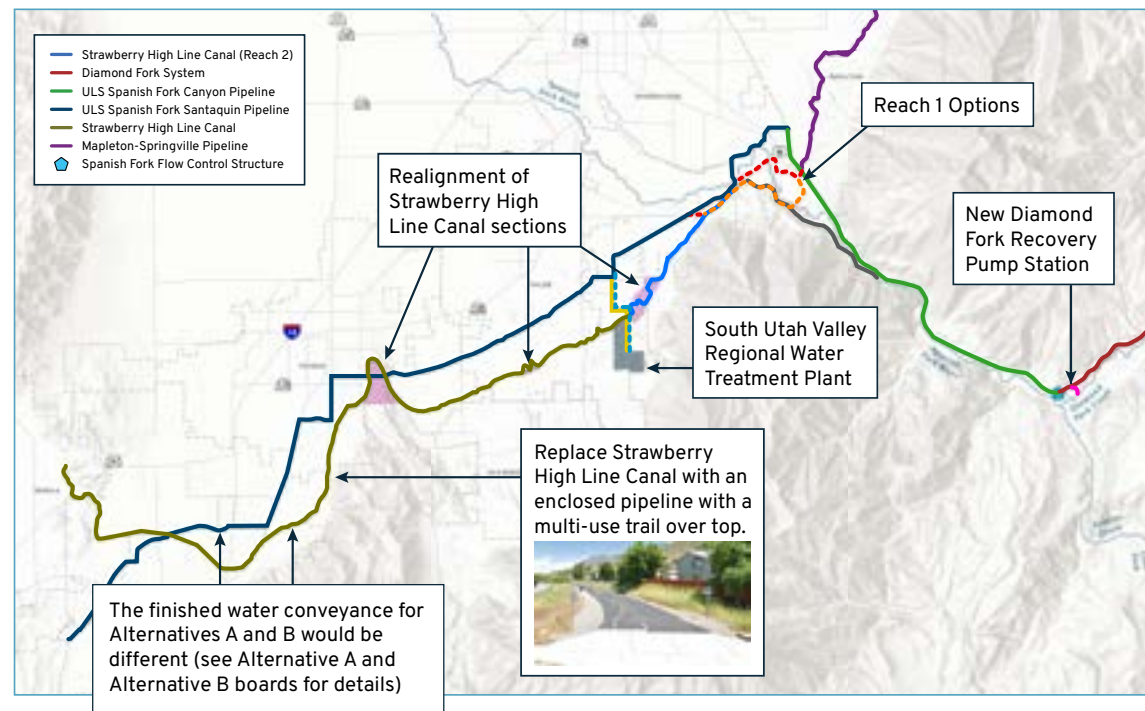 Strawberry High Line Canal (Reach 2)
Diamond Fork System
ULS Spanish Fork Canyon Pipeline
ULS Spanish Fork Santaquin Pipeline
Strawberry High Line Canal
Mapleton-Springville Pipeline
Spanish Fork Flow Control Structure
Reach 1 Options
Realignment of
Strawberry High
Line Canal sections
New Diamond
Fork Recovery
Pump Station
South Utah Valley
Regional Water
Treatment Plant
Replace Strawberry
High Line Canal with an
enclosed pipeline with a
multi-use trail over top.
The finished water conveyance for
Alternatives A and B would be
different (see Alternative A and
Alternative B boards for details)